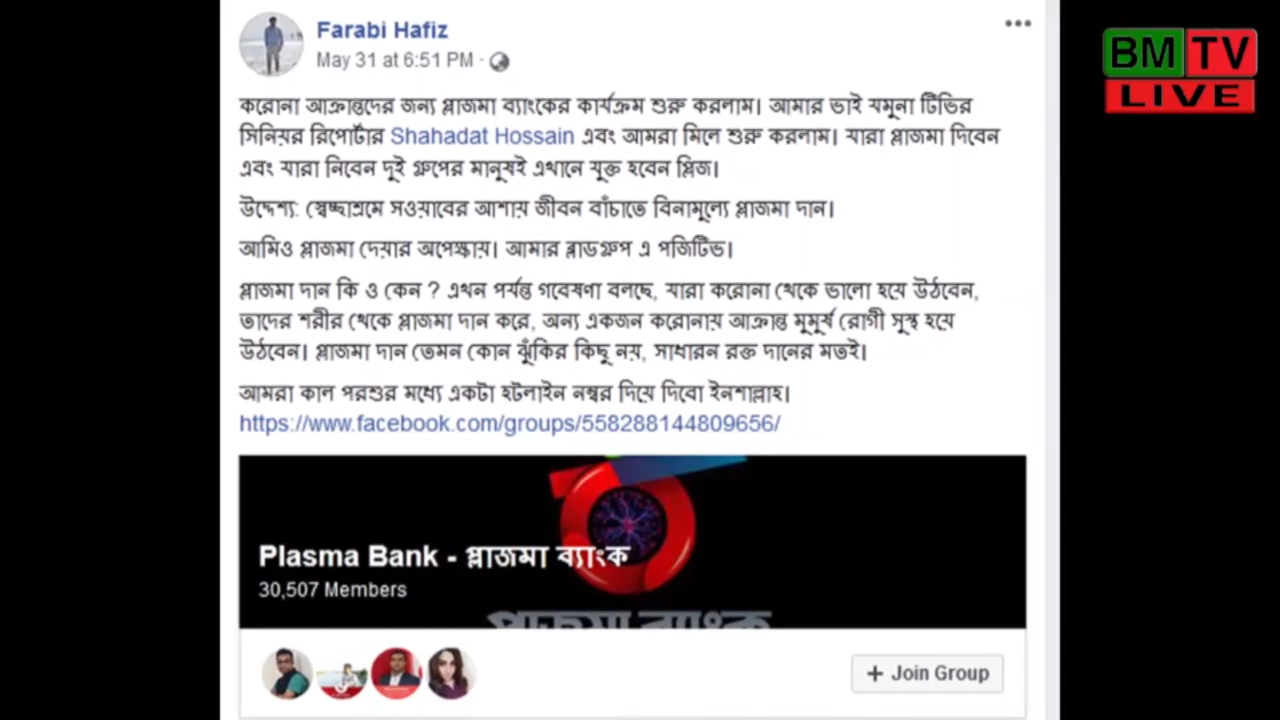 Farabi Hafiz
May 31 at 6:51 PM ·
BM TV
LIVE
করোনা আক্রান্তদের জন্য প্লাজমা ব্যাংকের কার্যক্রম শুরু করলাম। আমার ভাই যমুনা টিভির
সিনিয়র রিপোর্টার Shahadat Hossain এবং আমরা মিলে শুরু করলাম। যারা প্লাজমা দিবেন
এবং যারা নিবেন দুই গ্রুপের মানুষই এখানে যুক্ত হবেন প্লিজ।
উদ্দেশ্য: স্বেচ্ছাশ্রমে সওয়াবের আশায় জীবন বাঁচাতে বিনামূল্যে প্লাজমা দান।
আমিও প্লাজমা দেয়ার অপেক্ষায়। আমার ব্লাডগ্রুপ এ পজিটিভ।
প্লাজমা দান কি ও কেন ? এখন পর্যন্ত গবেষণা বলছে, যারা করোনা থেকে ভালো হয়ে উঠবেন,
তাদের শরীর থেকে প্লাজমা দান করে, অন্য একজন করোনায় আক্রান্ত মুমুর্ষ রোগী সুস্থ হয়ে
উঠবেন। প্লাজমা দান তেমন কোন ঝুঁকির কিছু নয়, সাধারন রক্ত দানের মতই।
আমরা কাল পরশুর মধ্যে একটা হটলাইন নম্বর দিয়ে দিবো ইনশাল্লাহ।
https://www.facebook.com/groups/558288144809656/
Plasma Bank - প্লাজমা ব্যাংক
30,507 Members
প্লাজমা ব্যাংক
+ Join Group